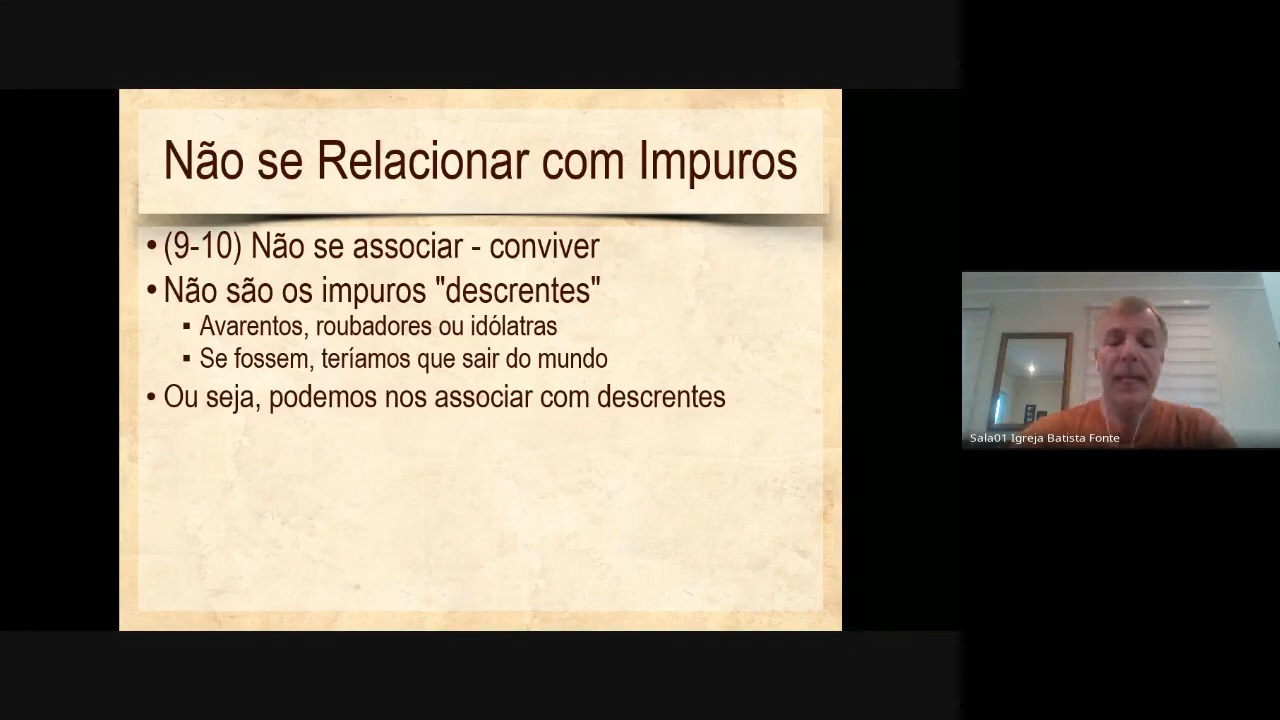 Não se Relacionar com Impuros
•(9-10) Não se associar - conviver
•Não são os impuros "descrentes"
▪ Avarentos, roubadores ou idólatras
▪ Se fossem, teríamos que sair do mundo
•Ou seja, podemos nos associar com descrentes
Sala01 Igreja Batista Fonte